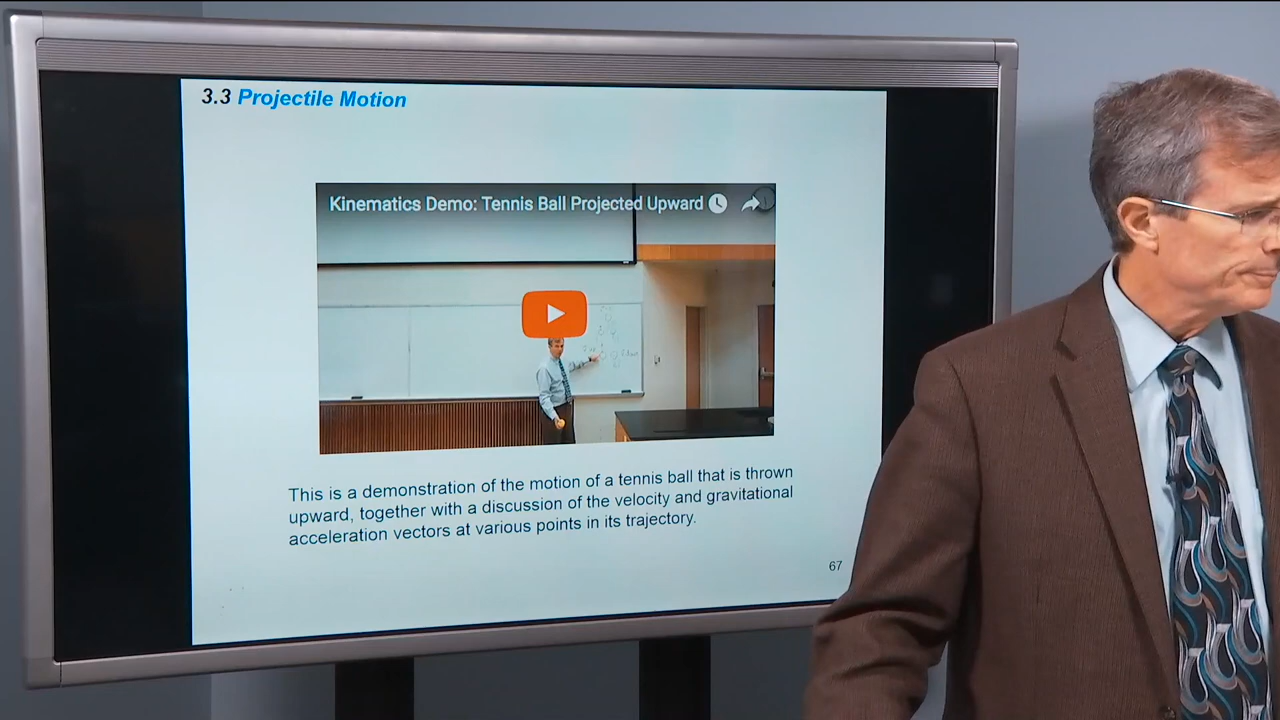 3.3 Projectile Motion
Kinematics Demo: Tennis Ball Projected Upward
This is a demonstration of the motion of a tennis ball that is thrown
upward, together with a discussion of the velocity and gravitational
acceleration vectors at various points in its trajectory.
67